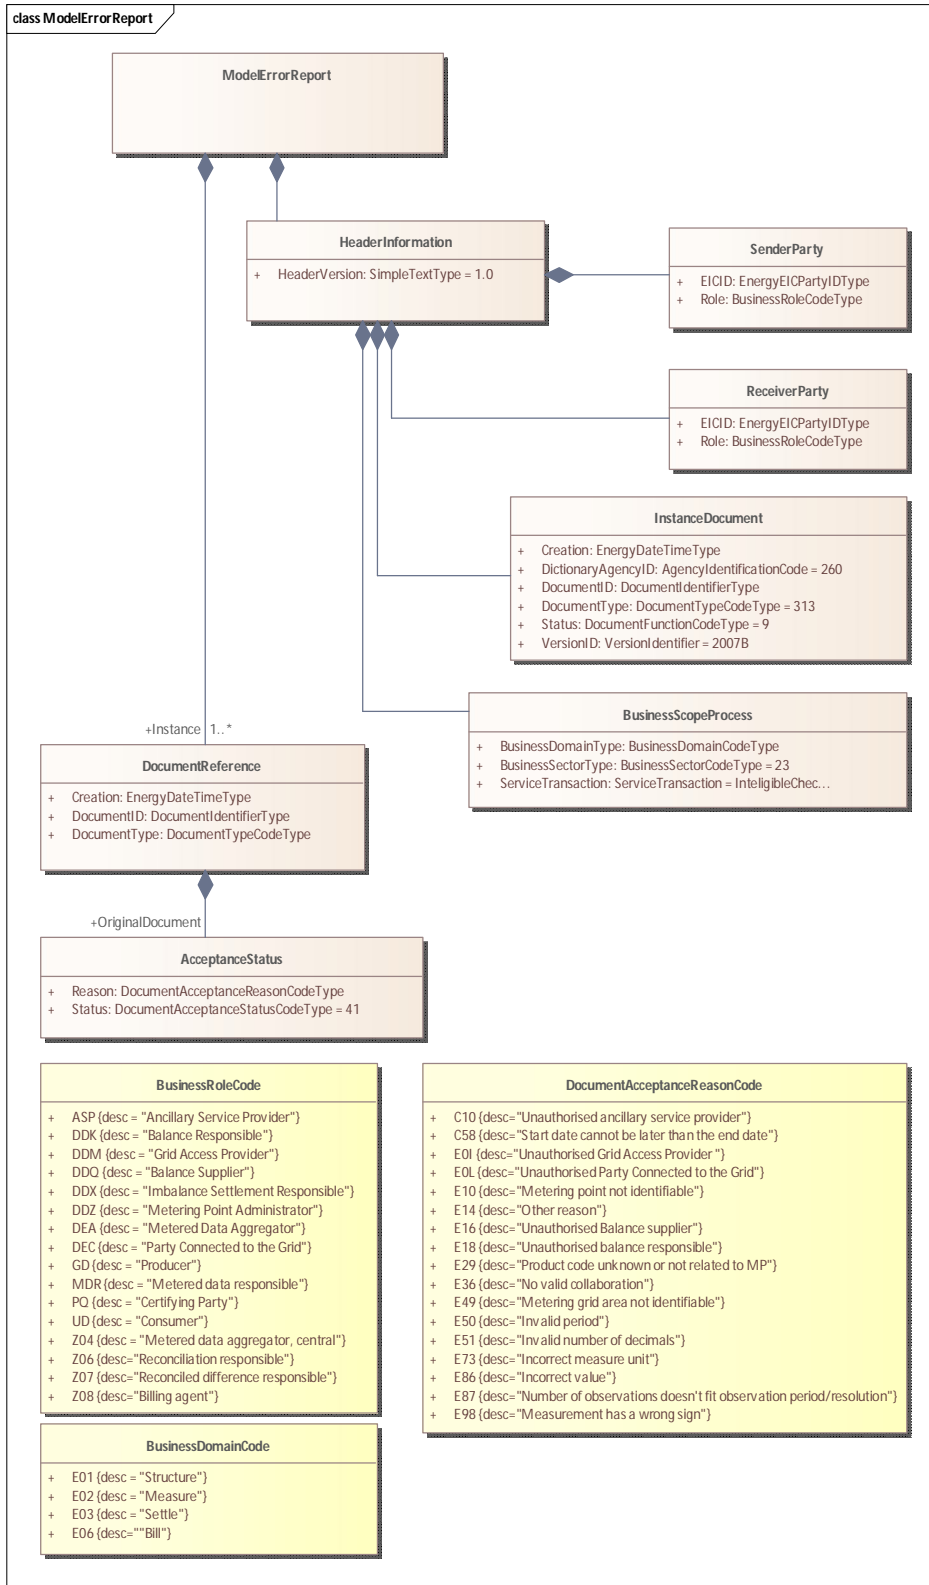 class ModelErrorReport
ModelErrorReport
HeaderInformation
+ HeaderVersion: SimpleTextType = 1.0
SenderParty
+ EICID: EnergyEICPartyIDType
+ Role: BusinessRoleCodeType
ReceiverParty
+ EICID: EnergyEICPartyIDType
+ Role: BusinessRoleCodeType
InstanceDocument
+ Creation: EnergyDateTimeType
+ DictionaryAgencyID: AgencyIdentificationCode = 260
+ DocumentID: DocumentIdentifierType
+ DocumentType: DocumentTypeCodeType = 313
+ Status: DocumentFunctionCodeType = 9
+ VersionID: VersionIdentifier = 2007B
BusinessScopeProcess
+ BusinessDomainType: BusinessDomainCodeType
+ BusinessSectorType: BusinessSectorCodeType = 23
+ ServiceTransaction: ServiceTransaction = InteligibleChec...
+Instance 1..*
DocumentReference
+ Creation: EnergyDateTimeType
+ DocumentID: DocumentIdentifierType
+ DocumentType: DocumentTypeCodeType
+OriginalDocument
AcceptanceStatus
+ Reason: DocumentAcceptanceReasonCodeType
+ Status: DocumentAcceptanceStatusCodeType = 41
BusinessRoleCode
+ ASP {desc = "Ancillary Service Provider"}
+ DDK {desc = "Balance Responsible"}
+ DDM {desc = "Grid Access Provider"}
+ DDQ {desc = "Balance Supplier"}
+ DDX {desc = "Imbalance Settlement Responsible"}
+ DDZ {desc = "Metering Point Administrator"}
+ DEA {desc = "Metered Data Aggregator"}
+ DEC {desc = "Party Connected to the Grid"}
+ GD {desc = "Producer"}
+ MDR {desc = "Metered data responsible"}
+ PQ {desc = "Certifying Party"}
+ UD {desc = "Consumer"}
+ Z04 {desc = "Metered data aggregator, central"}
+ Z06 {desc="Reconciliation responsible"}
+ Z07 {desc="Reconciled difference responsible"}
+ Z08 {desc="Billing agent"}
DocumentAcceptanceReasonCode
+ C10 {desc="Unauthorised ancillary service provider"}
+ C58 {desc="Start date cannot be later than the end date"}
+ E0I {desc="Unauthorised Grid Access Provider "}
+ E0L {desc="Unauthorised Party Connected to the Grid"}
+ E10 {desc="Metering point not identifiable"}
+ E14 {desc="Other reason"}
+ E16 {desc="Unauthorised Balance supplier"}
+ E18 {desc="Unauthorised balance responsible"}
+ E29 {desc="Product code unknown or not related to MP"}
+ E36 {desc="No valid collaboration"}
+ E49 {desc="Metering grid area not identifiable"}
+ E50 {desc="Invalid period"}
+ E51 {desc="Invalid number of decimals"}
+ E73 {desc="Incorrect measure unit"}
+ E86 {desc="Incorrect value"}
+ E87 {desc="Number of observations doesn't fit observation period/resolution"}
+ E98 {desc="Measurement has a wrong sign"}
BusinessDomainCode
+ E01 {desc = "Structure"}
+ E02 {desc = "Measure"}
+ E03 {desc = "Settle"}
+ E06 {desc=""Bill"}